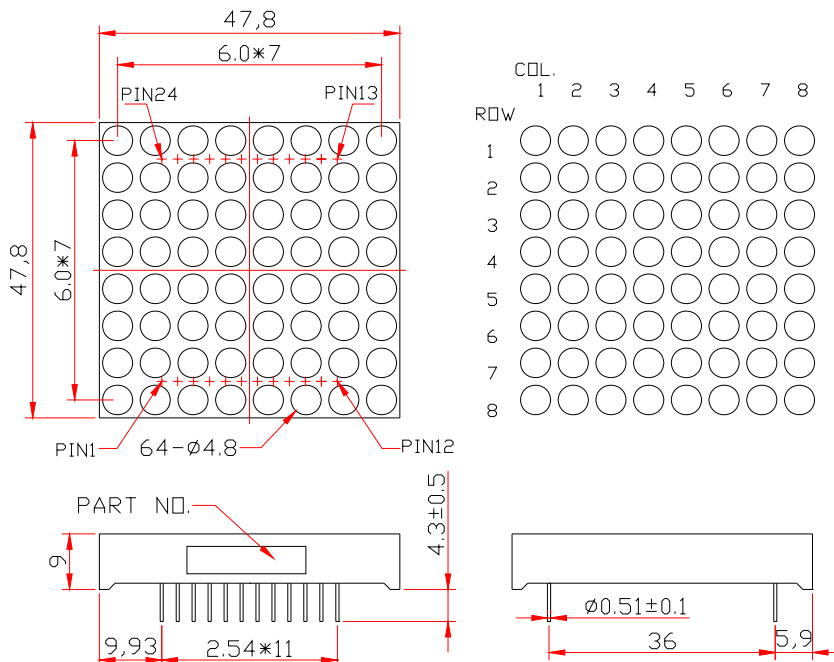 47,8
6.0*7
PIN24
PIN13
47,8
6.0*7
PIN1
64-Ø4.8
PIN12
COL.
1 2 3 4 5 6 7 8
ROW
1
2
3
4
5
6
7
8
PART NO.
9
4.3±0.5
9,93
2.54*11
Ø0.51±0.1
36
5,9